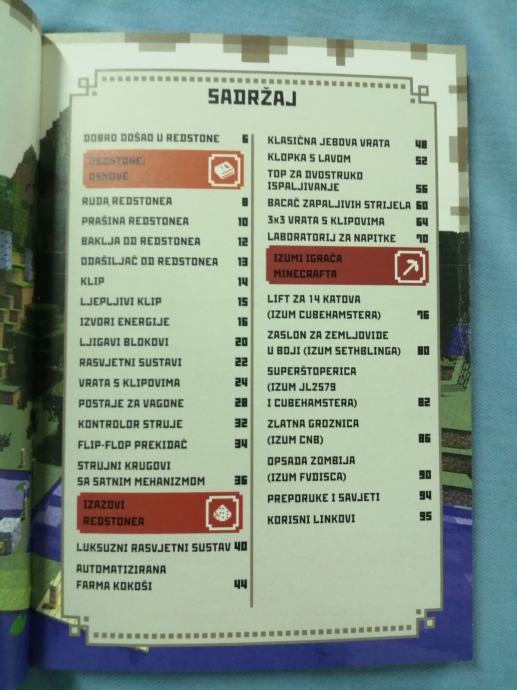 SADRŽAJ
DOBRO DOŠAO U REDSTONE 6
REDSTONE:
OSNOVE
RUDA REDSTONEA 8
PRAŠINA REDSTONEA 10
BAKLJA OD REDSTONEA 12
ODAŠILJAČ OD REDSTONEA 13
KLIP 14
LJEPLJIVI KLIP 15
IZVORI ENERGIJE 16
LJIGAVI BLOKOVI 20
RASVJETNI SUSTAVI 22
VRATA S KLIPOVIMA 24
POSTAJE ZA VAGONE 28
KONTROLOR STRUJE 32
FLIP-FLOP PREKIDAČ 34
STRUJNI KRUGOVI
SA SATNIM MEHANIZMOM 36
IZAZOVI
REDSTONEA
LUKSUZNI RASVJETNI SUSTAV 40
AUTOMATIZIRANA
FARMA KOKOŠI 44
KLASIČNA JEBOVA VRATA 48
KLOPKA S LAVOM 52
TOP ZA DVOSTRUKO
ISPALJIVANJE 56
BACAČ ZAPALJIVIH STRIJELA 60
3x3 VRATA S KLIPOVIMA 64
LABORATORIJ ZA NAPITKE 70
IZUMI IGRAČA
MINECRAFTA
LIFT ZA 14 KATOVA
(IZUM CUBEHAMSTERA) 76
ZASLON ZA ZEMLJOVIDE
U BOJI (IZUM SETHBLINGA) 80
SUPERŠTOPERICA
(IZUM JL2579
I CUBEHAMSTERA) 82
ZLATNA GROZNICA
(IZUM CNB) 86
OPSADA ZOMBIJA
(IZUM FVDISCA) 90
PREPORUKE I SAVJETI 94
KORISNI LINKOVI 95